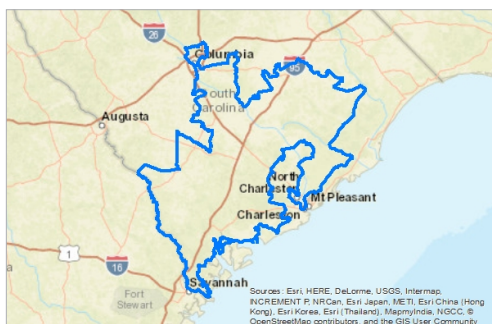 26
Columbia
95
South
Carolina
Augusta
North
Charleston
Mt Pleasant
Charleston
1
16
Savannah
Fort
Stewart
Sources: Esri, HERE, DeLorme, USGS, Intermap,
INCREMENT P, NRCan, Esri Japan, METI, Esri China (Hong
Kong), Esri Korea, Esri (Thailand), MapmyIndia, NGCC, ©
OpenStreetMap contributors, and the GIS User Community